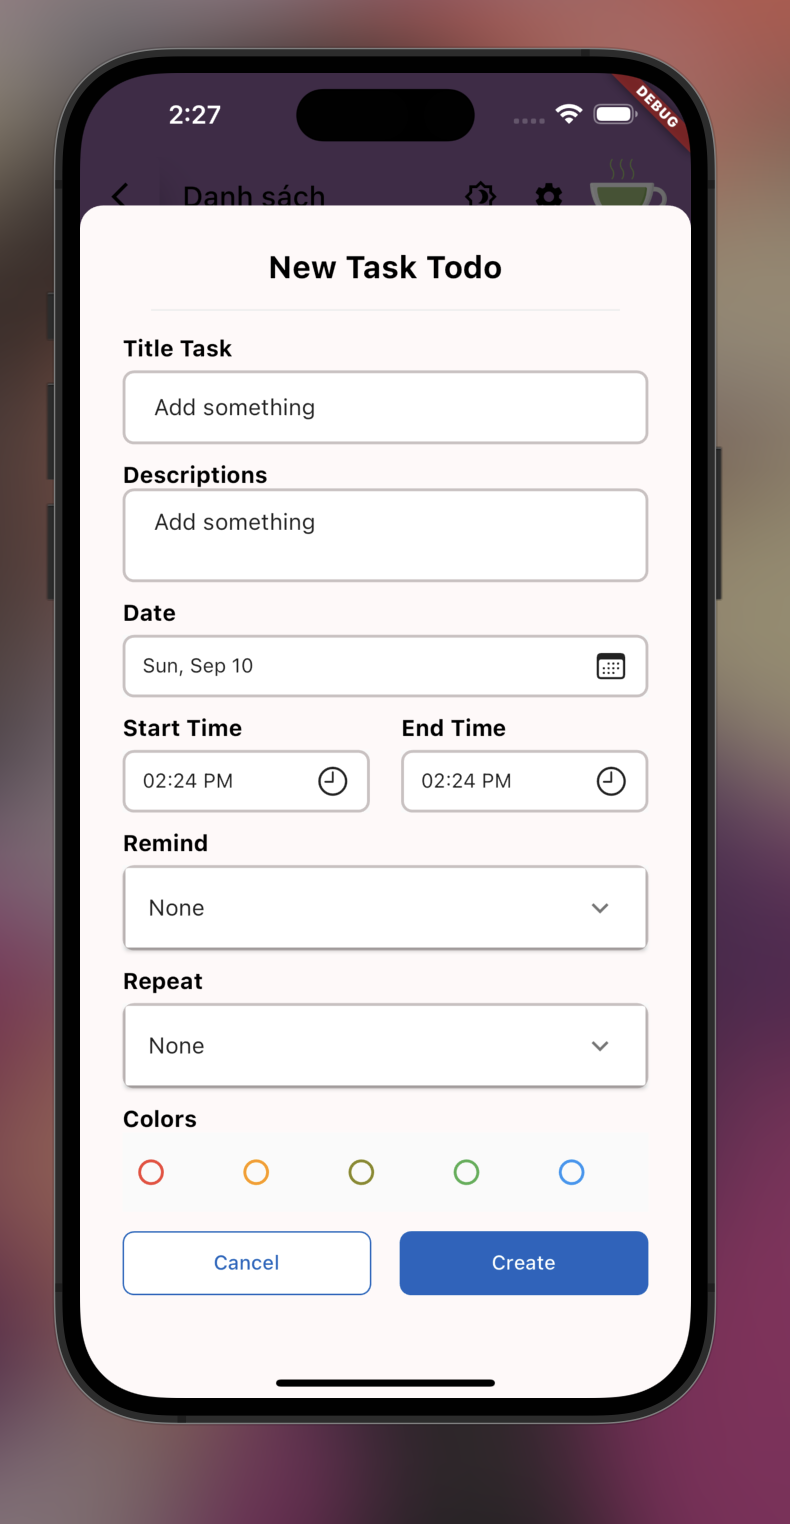 2:27
DEBUG
Danh sách
New Task Todo
Title Task
Add something
Descriptions
Add something
Date
Sun, Sep 10
Start Time End Time
02:24 PM 02:24 PM
Remind
None
Repeat
None
Colors
Cancel Create